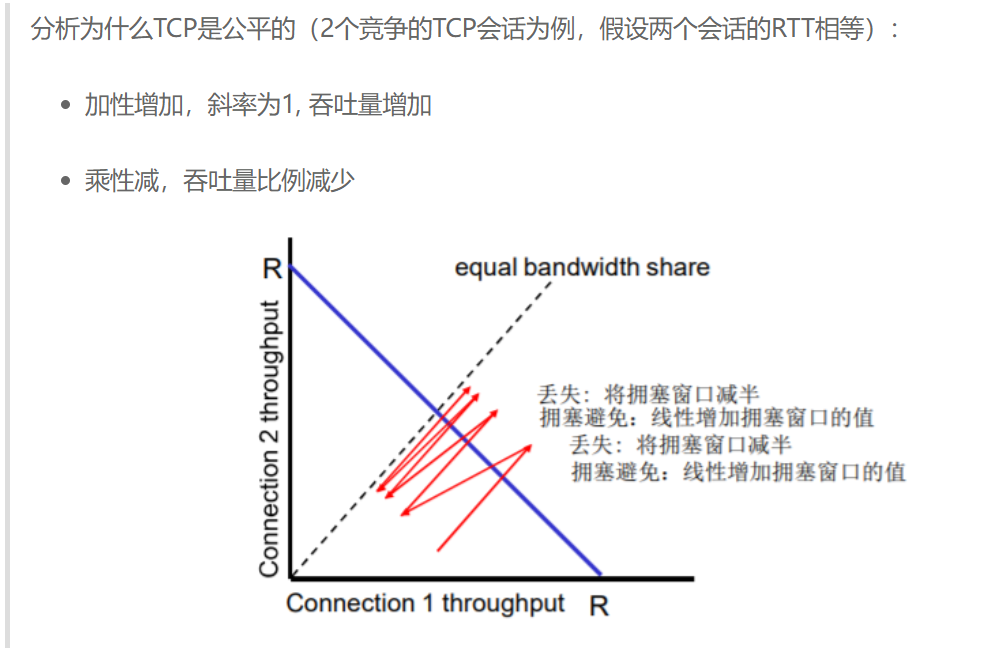 分析为什么TCP是公平的（2个竞争的TCP会话为例，假设两个会话的RTT相等）：
加性增加，斜率为1, 吞吐量增加
乘性减，吞吐量比例减少
R
equal bandwidth share
Connection 2 throughput
丢失：将拥塞窗口减半
拥塞避免：线性增加拥塞窗口的值
丢失：将拥塞窗口减半
拥塞避免：线性增加拥塞窗口的值
Connection 1 throughput
R